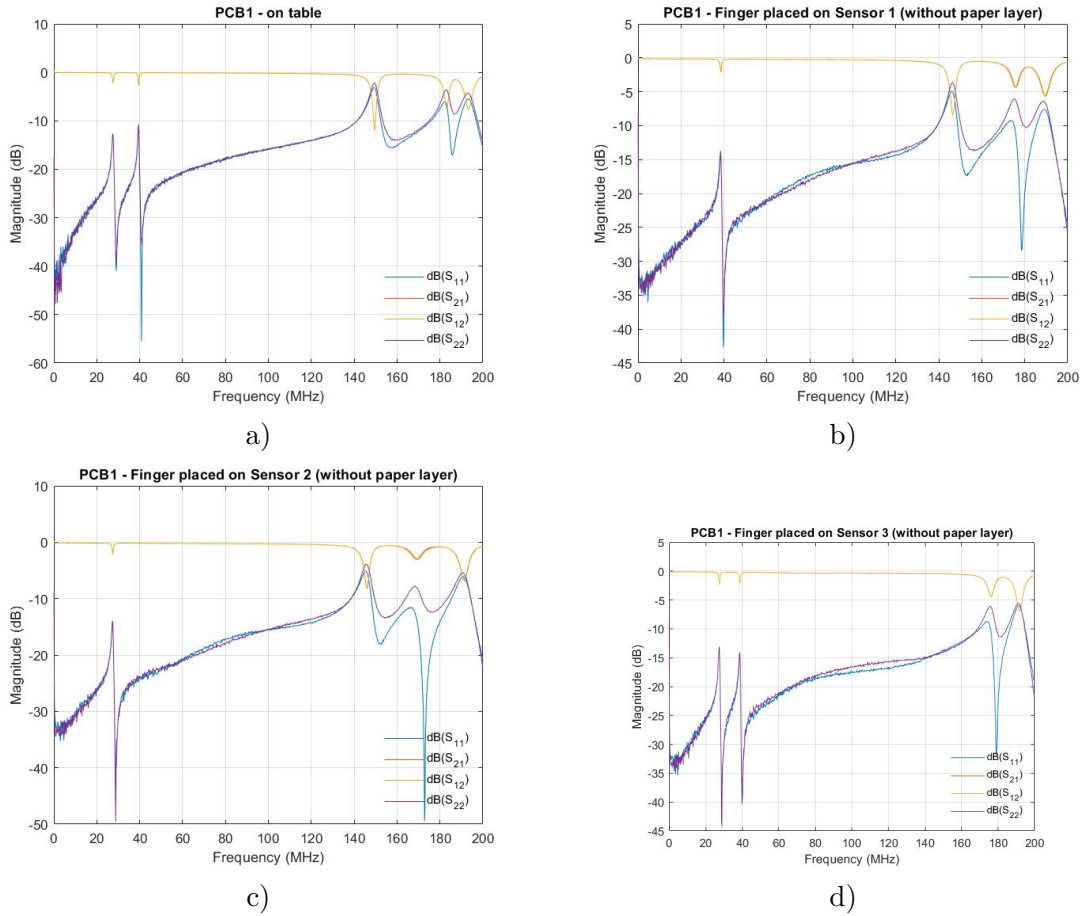 PCB1 - on table
10
0
-10
-20
-30
-40
-50
-60
Magnitude (dB)
0 20 40 60 80 100 120 140 160 180 200
Frequency (MHz)
dB(S11)
dB(S21)
dB(S12)
dB(S22)
a)
PCB1 - Finger placed on Sensor 1 (without paper layer)
5
0
-5
-10
-15
-20
-25
-30
-35
-40
-45
Magnitude (dB)
0 20 40 60 80 100 120 140 160 180 200
Frequency (MHz)
dB(S11)
dB(S21)
dB(S12)
dB(S22)
b)
PCB1 - Finger placed on Sensor 2 (without paper layer)
10
0
-10
-20
-30
-40
-50
Magnitude (dB)
0 20 40 60 80 100 120 140 160 180 200
Frequency (MHz)
dB(S11)
dB(S21)
dB(S12)
dB(S22)
c)
PCB1 - Finger placed on Sensor 3 (without paper layer)
5
0
-5
-10
-15
-20
-25
-30
-35
-40
-45
Magnitude (dB)
0 20 40 60 80 100 120 140 160 180 200
Frequency (MHz)
dB(S11)
dB(S21)
dB(S12)
dB(S22)
d)